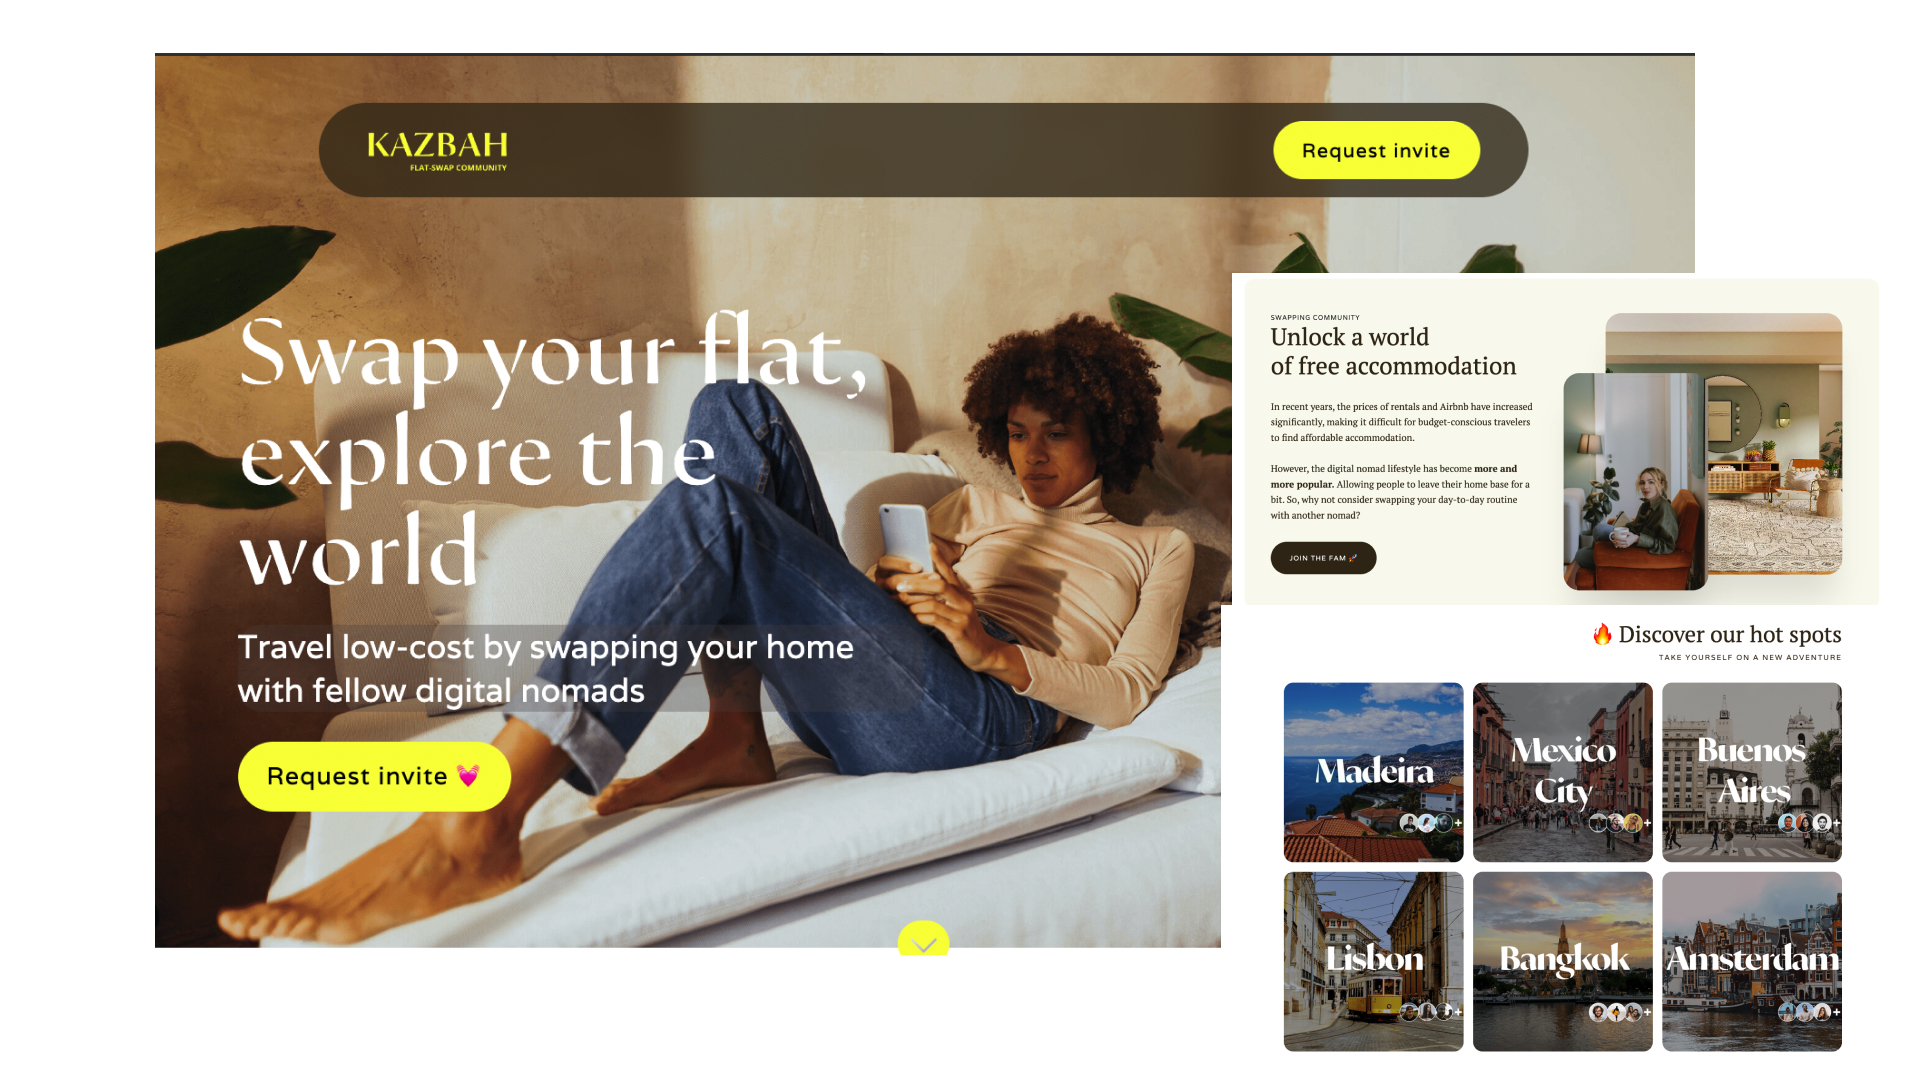 KAZBAH
FLAT-SWAP COMMUNITY
Request invite
Swap your flat,
explore the
world
Travel low-cost by swapping your home
with fellow digital nomads
Request invite 💓
SWAPPING COMMUNITY
Unlock a world
of free accommodation
In recent years, the prices of rentals and Airbnb have increased
significantly, making it difficult for budget-conscious travelers
to find affordable accommodation.
However, the digital nomad lifestyle has become more and
more popular. Allowing people to leave their home base for a
bit. So, why not consider swapping your day-to-day routine
with another nomad?
JOIN THE FAM 🚀
🔥 Discover our hot spots
TAKE YOURSELF ON A NEW ADVENTURE
Madeira
+
Mexico
City
+
Buenos
Aires
+
Lisbon
+
Bangkok
+
Amsterdam
+